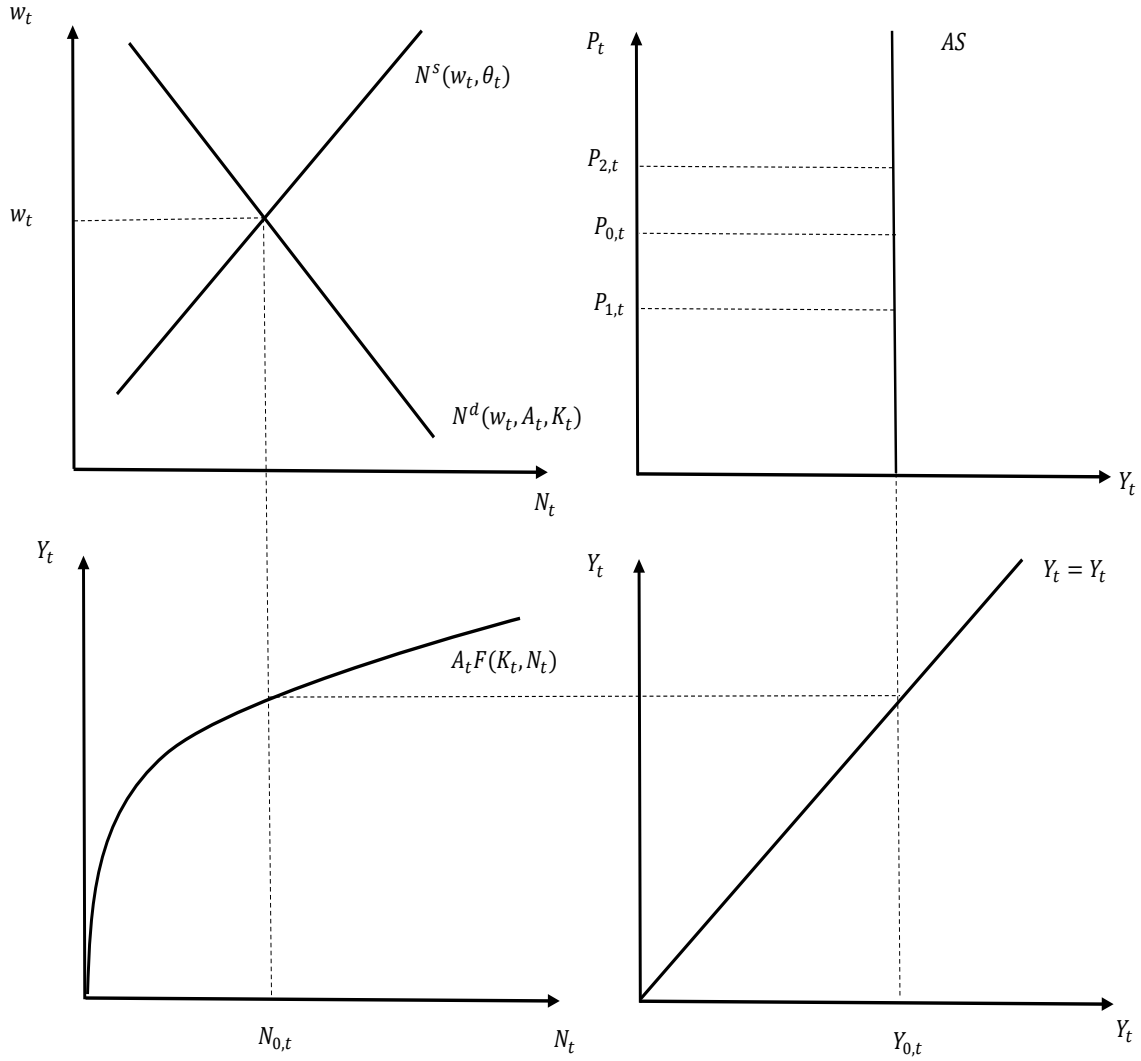 w_t
N^s(w_t, θ_t)
w_t
N^d(w_t, A_t, K_t)
N_t
P_t
AS
P_{2,t}
P_{0,t}
P_{1,t}
Y_t
Y_t
A_tF(K_t, N_t)
N_{0,t}
N_t
Y_t
Y_t = Y_t
Y_{0,t}
Y_t